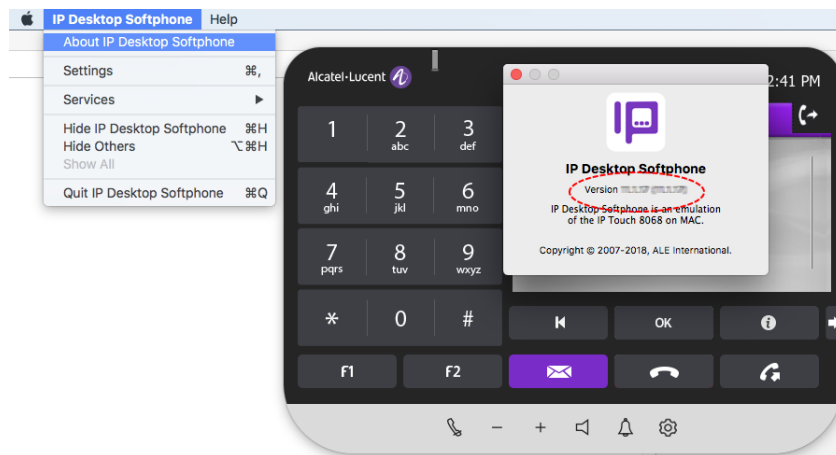 IP Desktop Softphone Help
About IP Desktop Softphone
Settings ⌘,
Services ▶
Hide IP Desktop Softphone ⌘H
Hide Others ⌥⌘H
Show All
Quit IP Desktop Softphone ⌘Q
Alcatel·Lucent
2:41 PM
1 2 3
abc def
4 5 6
ghi jkl mno
7 8 9
pqrs tuv wxyz
* 0 #
F1 F2
IP Desktop Softphone
Version
IP Desktop Softphone is an emulation
of the IP Touch 8068 on MAC.
Copyright © 2007-2018, ALE International.
OK